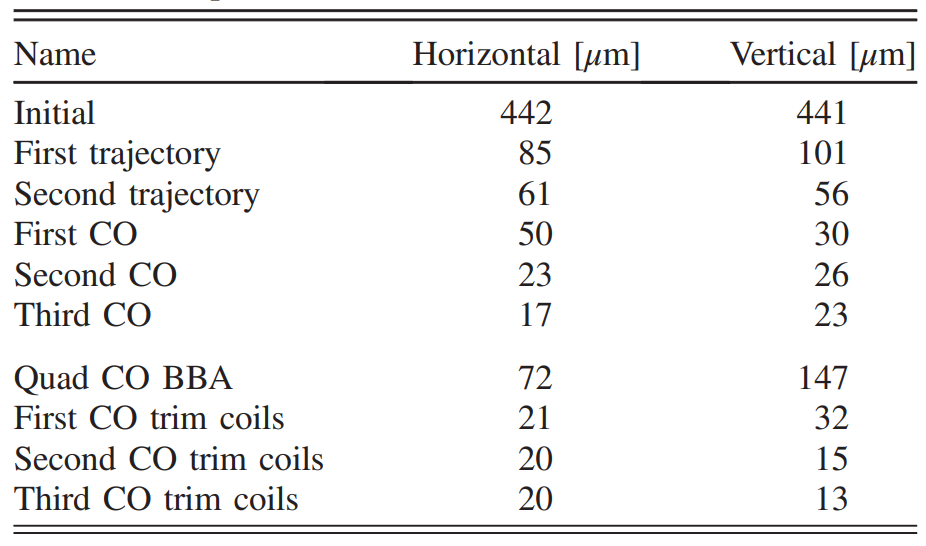 Name Horizontal [μm] Vertical [μm]
Initial 442 441
First trajectory 85 101
Second trajectory 61 56
First CO 50 30
Second CO 23 26
Third CO 17 23
Quad CO BBA 72 147
First CO trim coils 21 32
Second CO trim coils 20 15
Third CO trim coils 20 13